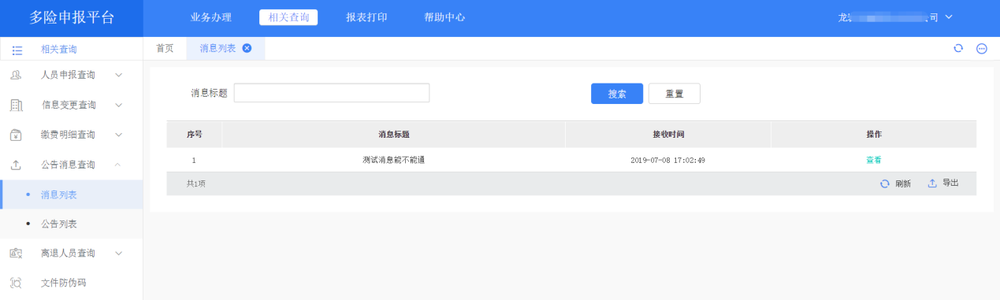 多险申报平台
业务办理 相关查询 报表打印 帮助中心 龙 司
相关查询
首页 消息列表
人员申报查询
信息变更查询
缴费明细查询
公告消息查询
消息列表
公告列表
离退人员查询
文件防伪码
消息标题 搜索 重置
序号 消息标题 接收时间 操作
1 测试消息能不能通 2019-07-08 17:02:49 查看
共1项 刷新 导出